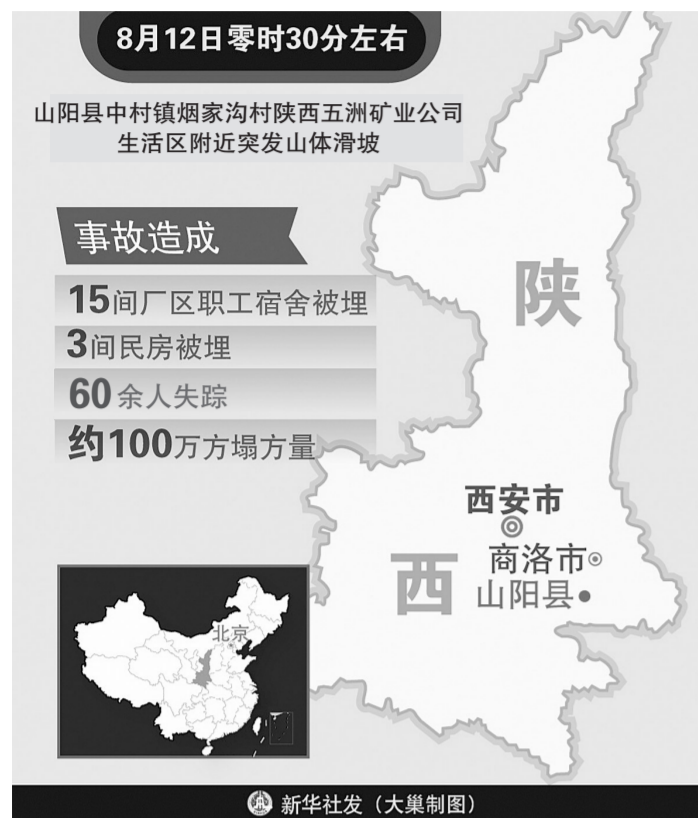 8月12日零时30分左右
山阳县中村镇烟家沟村陕西五洲矿业公司
生活区附近突发山体滑坡
事故造成
15间厂区职工宿舍被埋
3间民房被埋
60余人失踪
约100万方塌方量
陕
西
西安市
商洛市
山阳县
北京
新华社发（大巢制图）